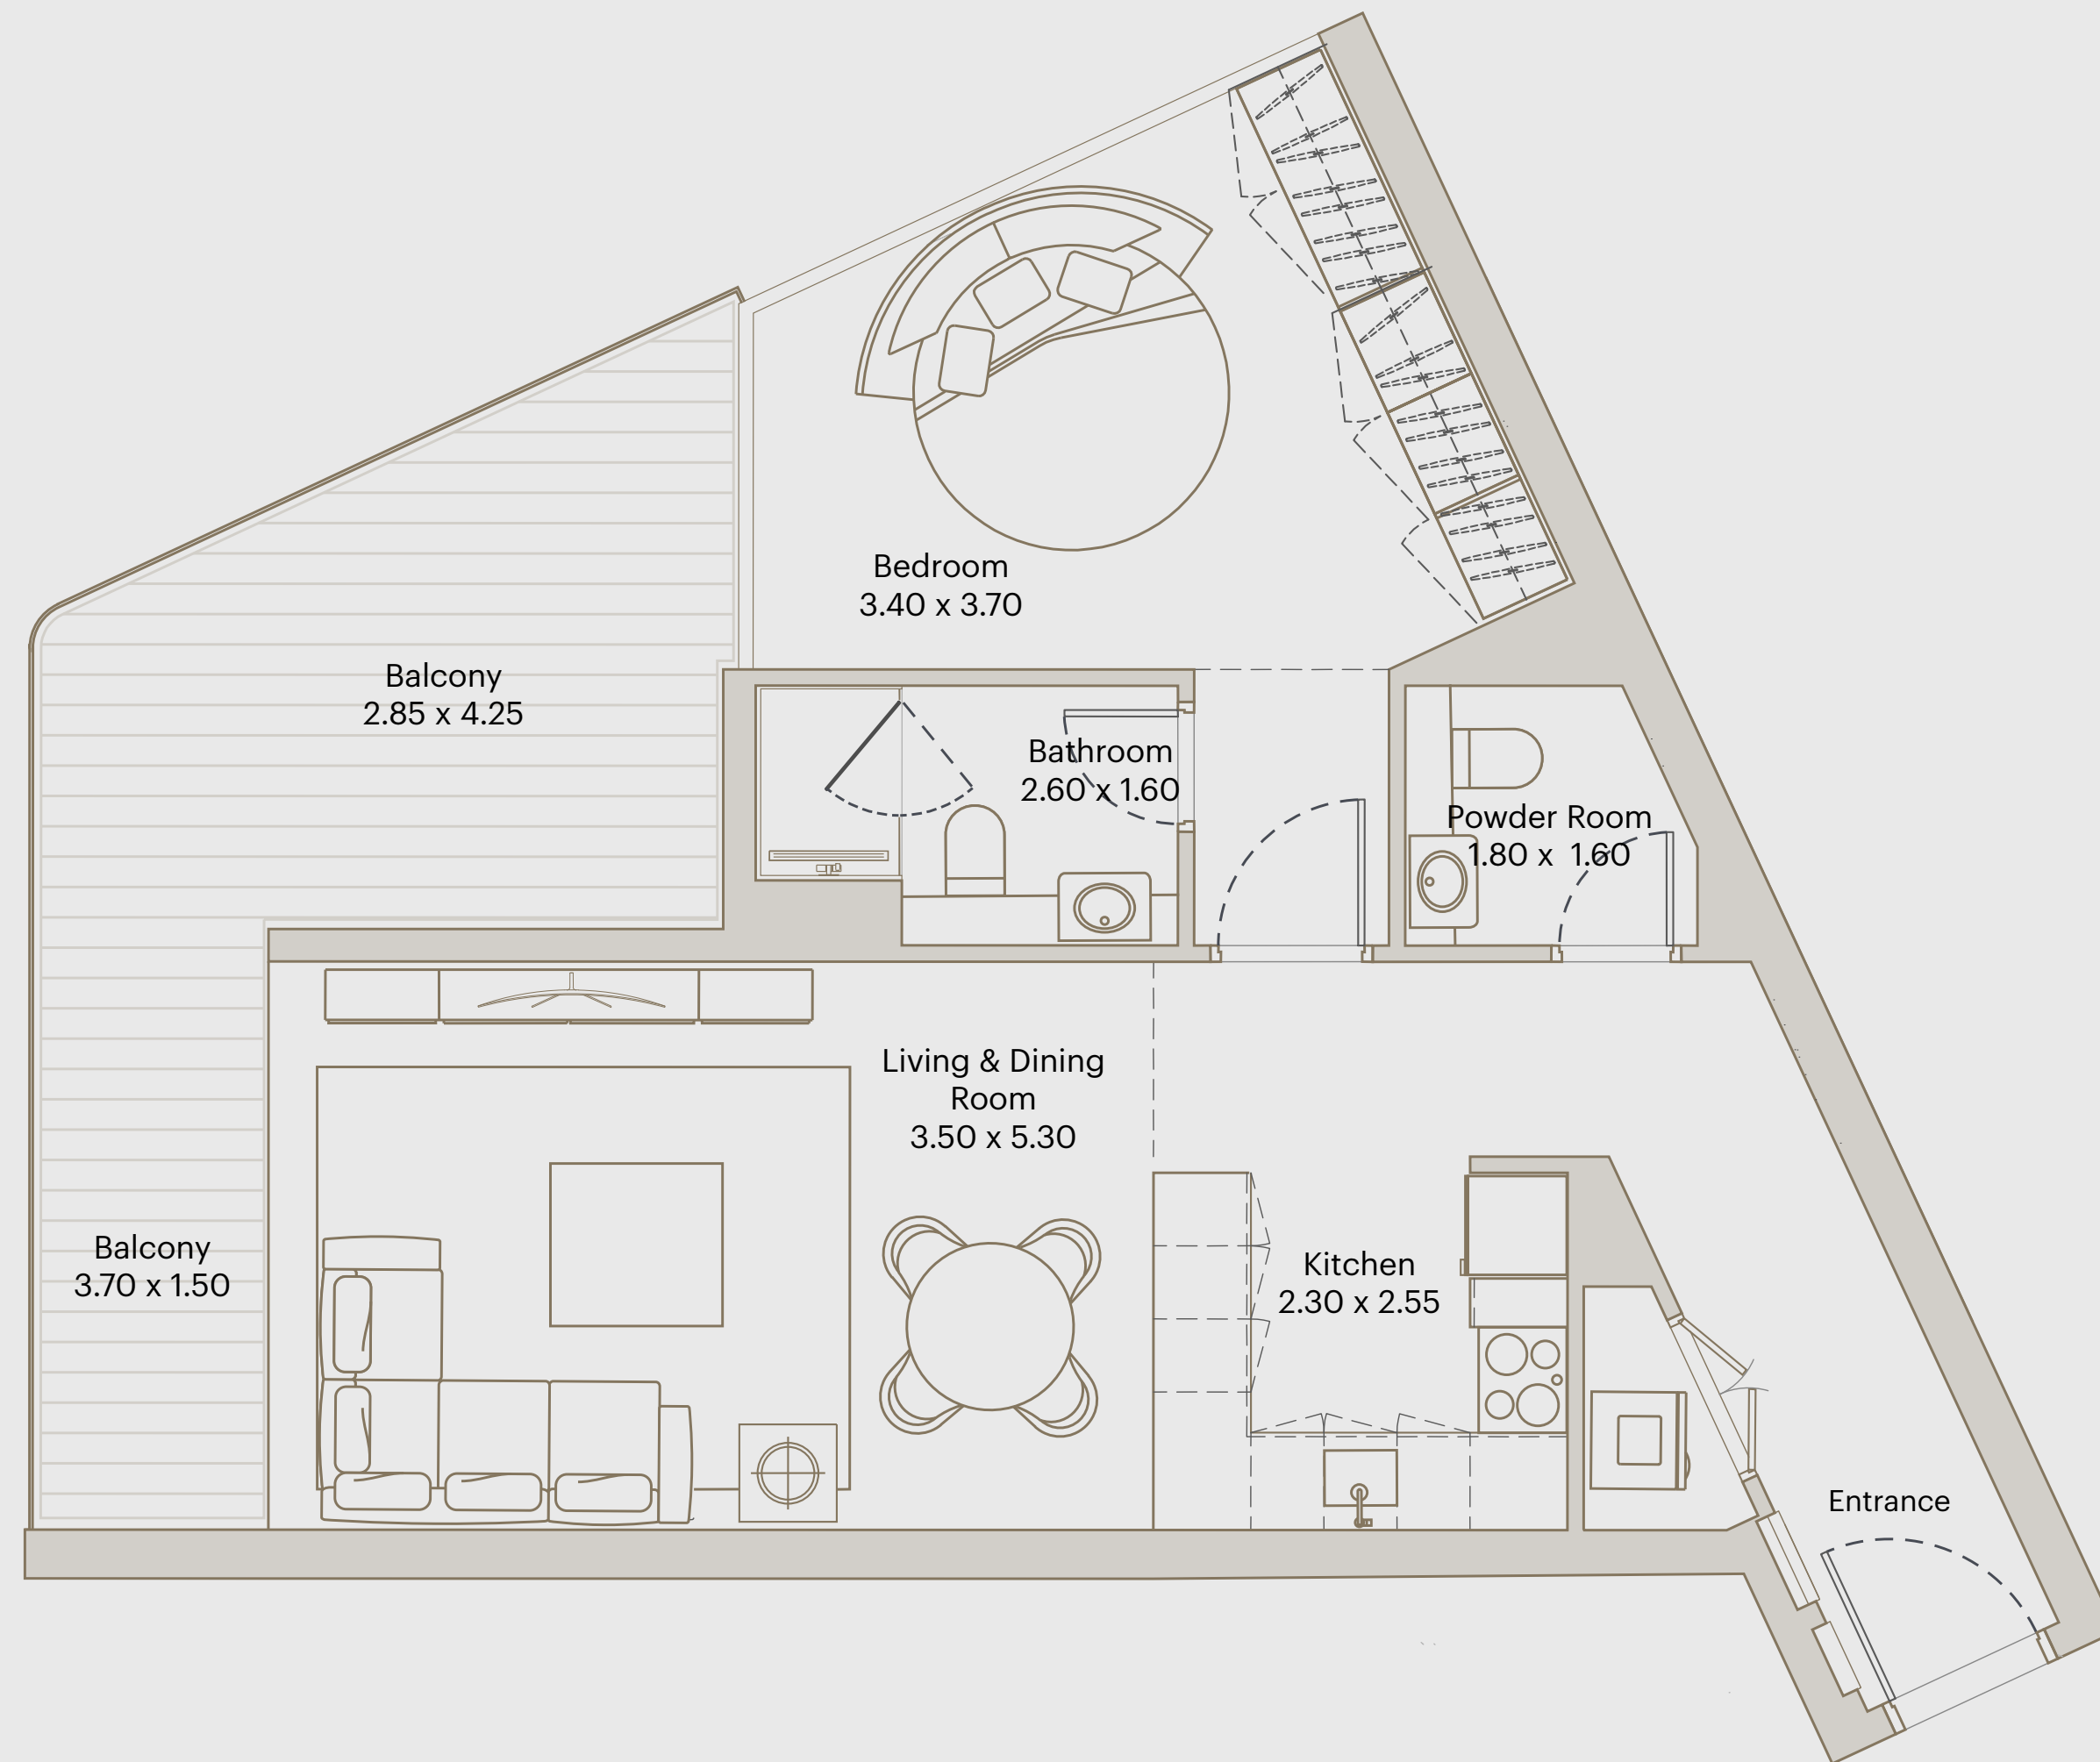 Bedroom
3.40 x 3.70
Balcony
2.85 x 4.25
Bathroom
2.60 x 1.60
Powder Room
1.80 x 1.60
Living & Dining
Room
3.50 x 5.30
Balcony
3.70 x 1.50
Kitchen
2.30 x 2.55
Entrance